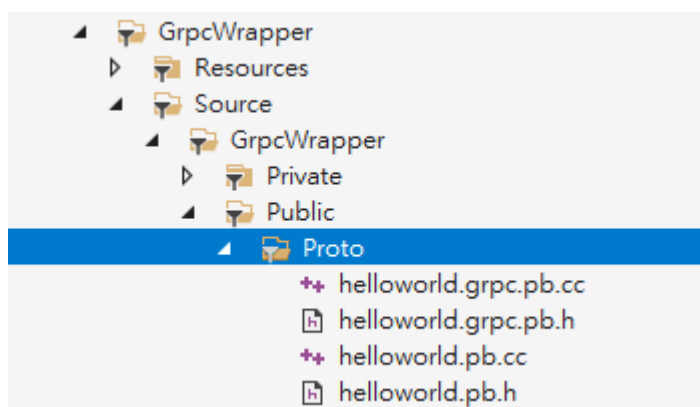 GrpcWrapper
Resources
Source
GrpcWrapper
Private
Public
Proto
helloworld.grpc.pb.cc
helloworld.grpc.pb.h
helloworld.pb.cc
helloworld.pb.h